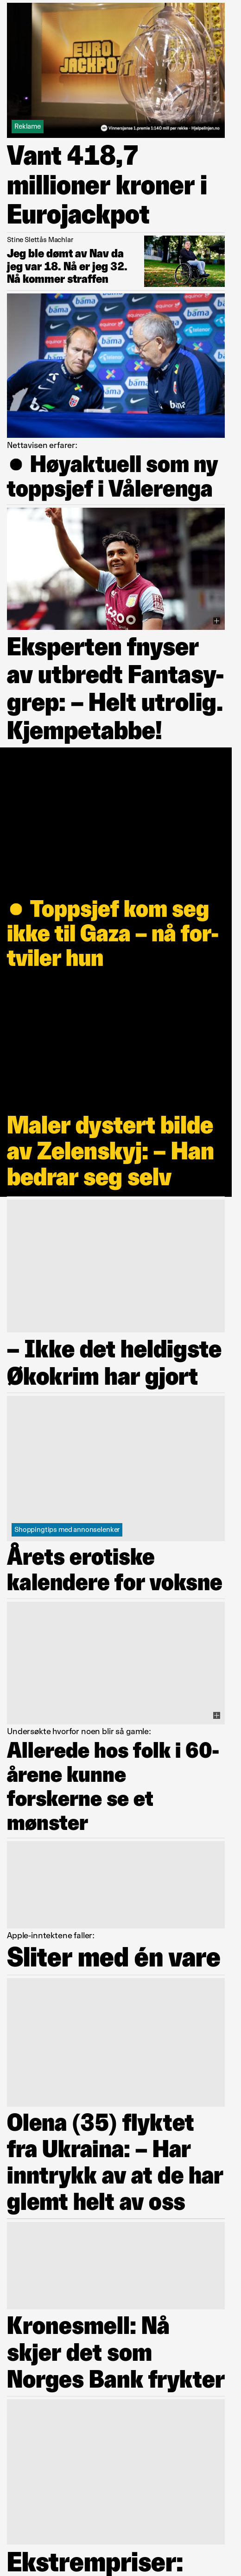 EURO
JACKPOT
Reklame
Vinnersjanse 1.premie 1:140 mill per rekke - Hjelpelinjen.no
Vant 418,7
millioner kroner i
Eurojackpot
Stine Slettås Machlar
Jeg ble dømt av Nav da
jeg var 18. Nå er jeg 32.
Nå kommer straffen
bama
Nettavisen erfarer:
● Høyaktuell som ny
toppsjef i Vålerenga
Eksperten fnyser
av utbredt Fantasy-
grep: – Helt utrolig.
Kjempetabbe!
● Toppsjef kom seg
ikke til Gaza – nå for-
tviler hun
Maler dystert bilde
av Zelenskyj: – Han
bedrar seg selv
– Ikke det heldigste
Økokrim har gjort
Shoppingtips med annonselenker
Årets erotiske
kalendere for voksne
Undersøkte hvorfor noen blir så gamle:
Allerede hos folk i 60-
årene kunne
forskerne se et
mønster
Apple-inntektene faller:
Sliter med én vare
Olena (35) flyktet
fra Ukraina: – Har
inntrykk av at de har
glemt helt av oss
Kronesmell: Nå
skjer det som
Norges Bank frykter
Ekstrempriser: